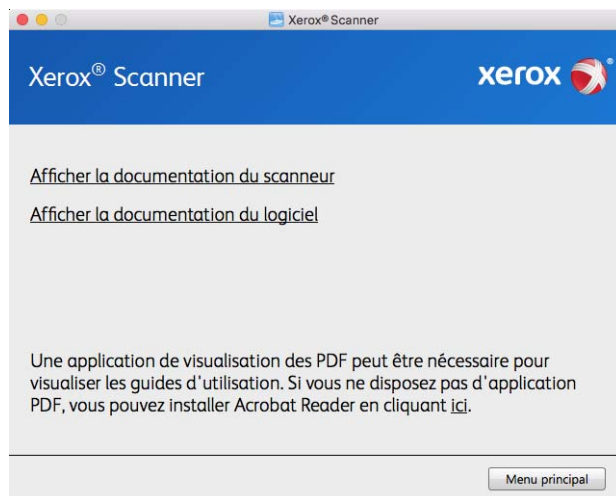 Xerox® Scanner
Xerox® Scanner
xerox®
Afficher la documentation du scanneur
Afficher la documentation du logiciel
Une application de visualisation des PDF peut être nécessaire pour
visualiser les guides d'utilisation. Si vous ne disposez pas d'application
PDF, vous pouvez installer Acrobat Reader en cliquant ici.
Menu principal